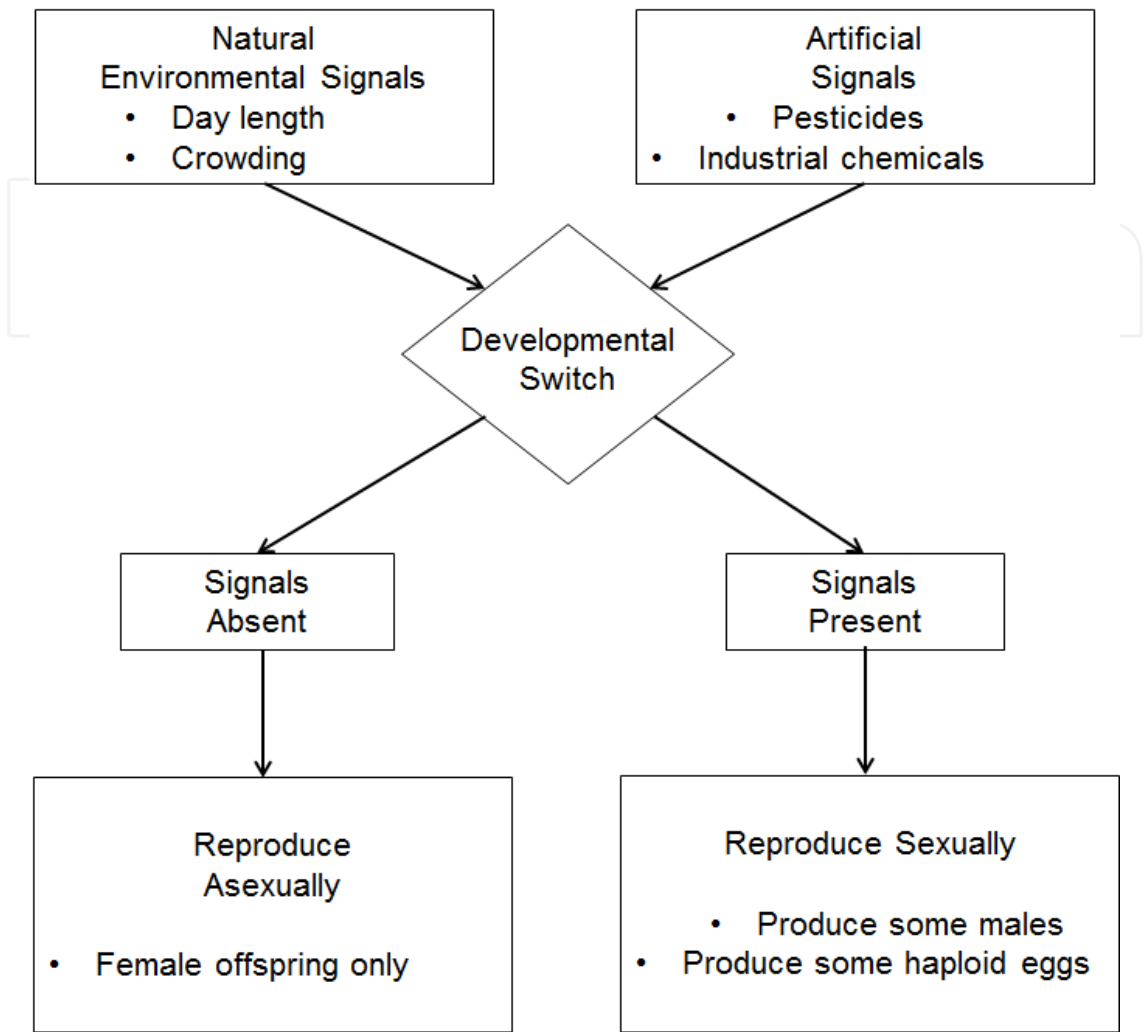 Natural
Environmental Signals
• Day length
• Crowding
Artificial
Signals
• Pesticides
• Industrial chemicals
Developmental
Switch
Signals
Absent
Signals
Present
Reproduce
Asexually
• Female offspring only
Reproduce Sexually
• Produce some males
• Produce some haploid eggs